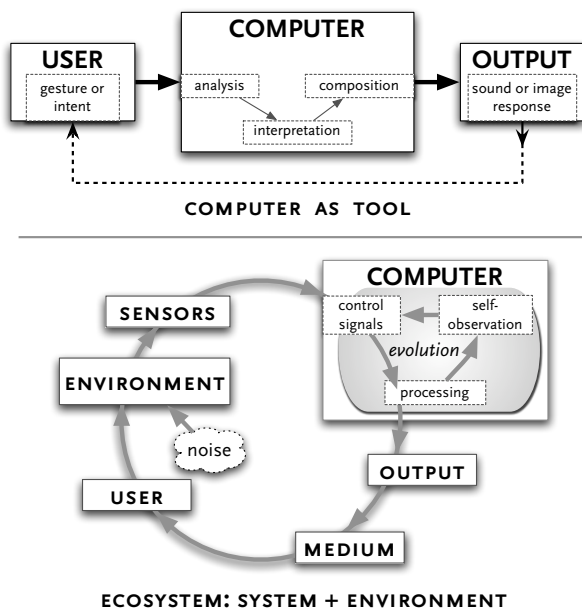 USER
gesture or
intent
COMPUTER
analysis
interpretation
composition
OUTPUT
sound or image
response
COMPUTER AS TOOL
SENSORS
ENVIRONMENT
noise
USER
COMPUTER
control
signals
self-
observation
evolution
processing
OUTPUT
MEDIUM
ECOSYSTEM: SYSTEM + ENVIRONMENT